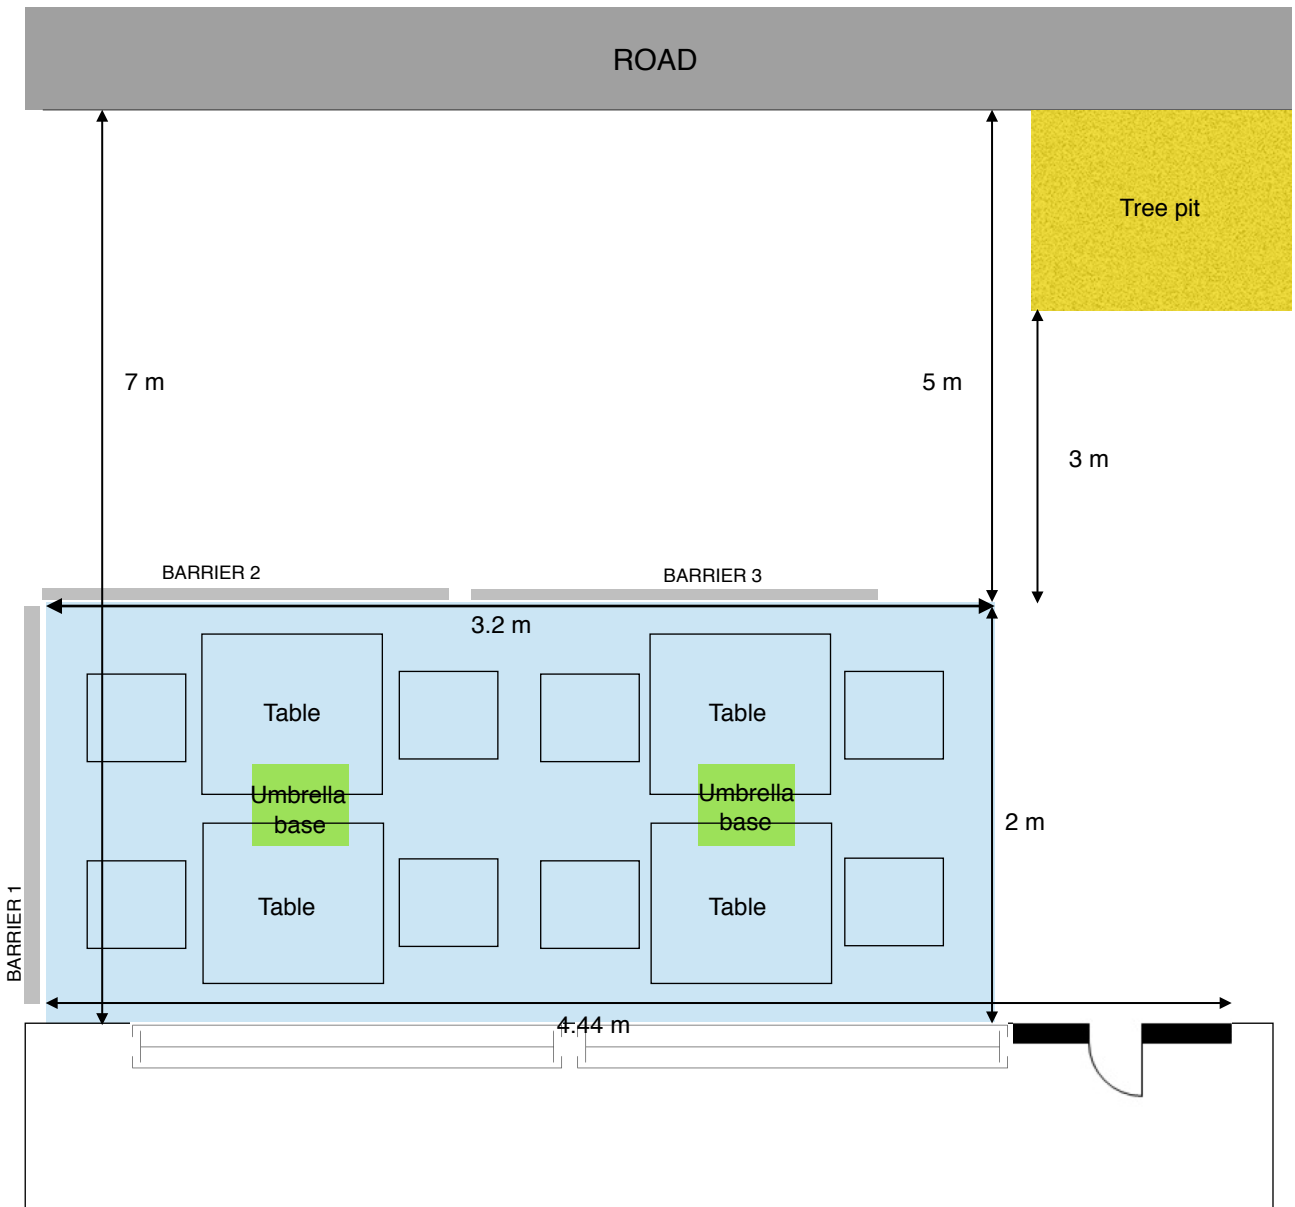 ROAD
Tree pit
7 m
5 m
3 m
BARRIER 2
BARRIER 3
3.2 m
Table
Table
Umbrella
base
Umbrella
base
2 m
Table
Table
BARRIER 1
4.44 m